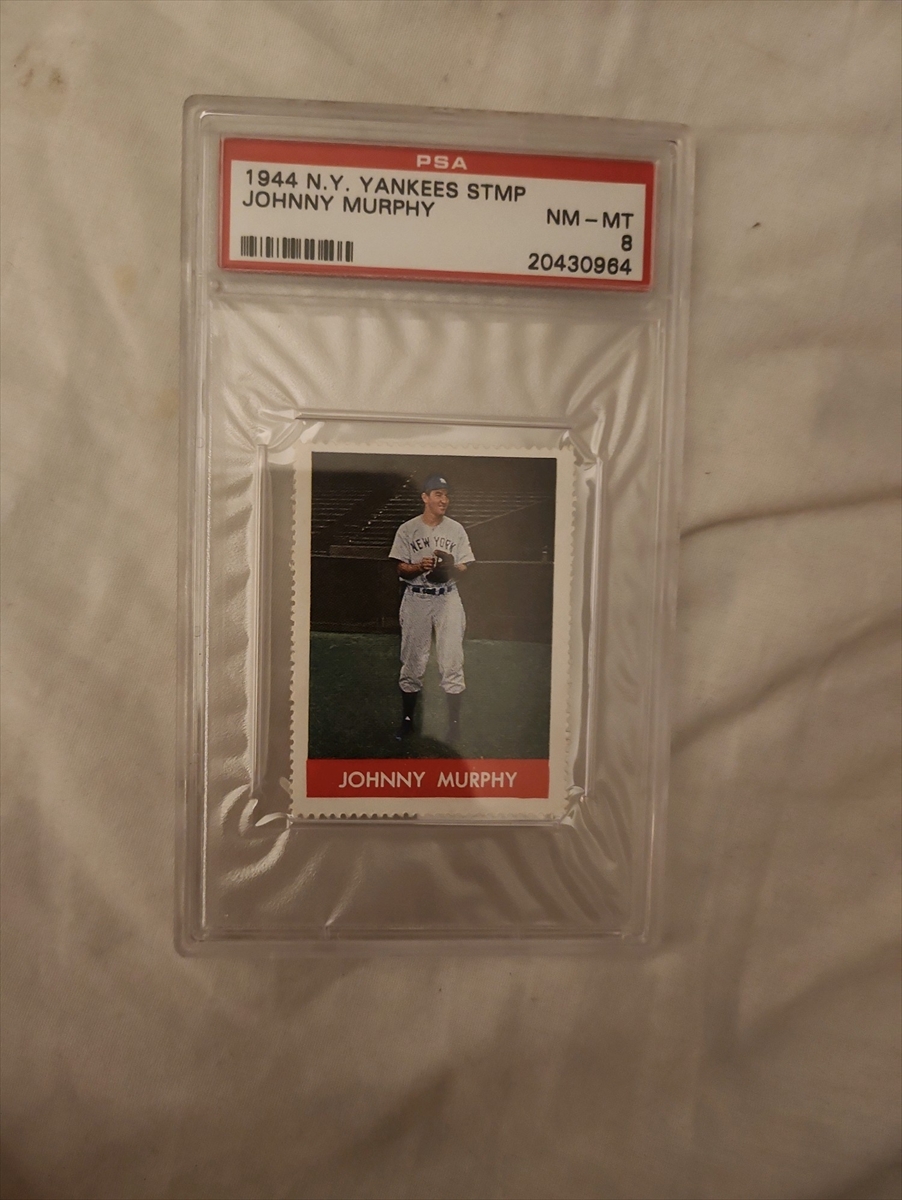 PSA
1944 N.Y. YANKEES STMP
JOHNNY MURPHY
NM - MT
8
20430964
NEW YORK
JOHNNY MURPHY